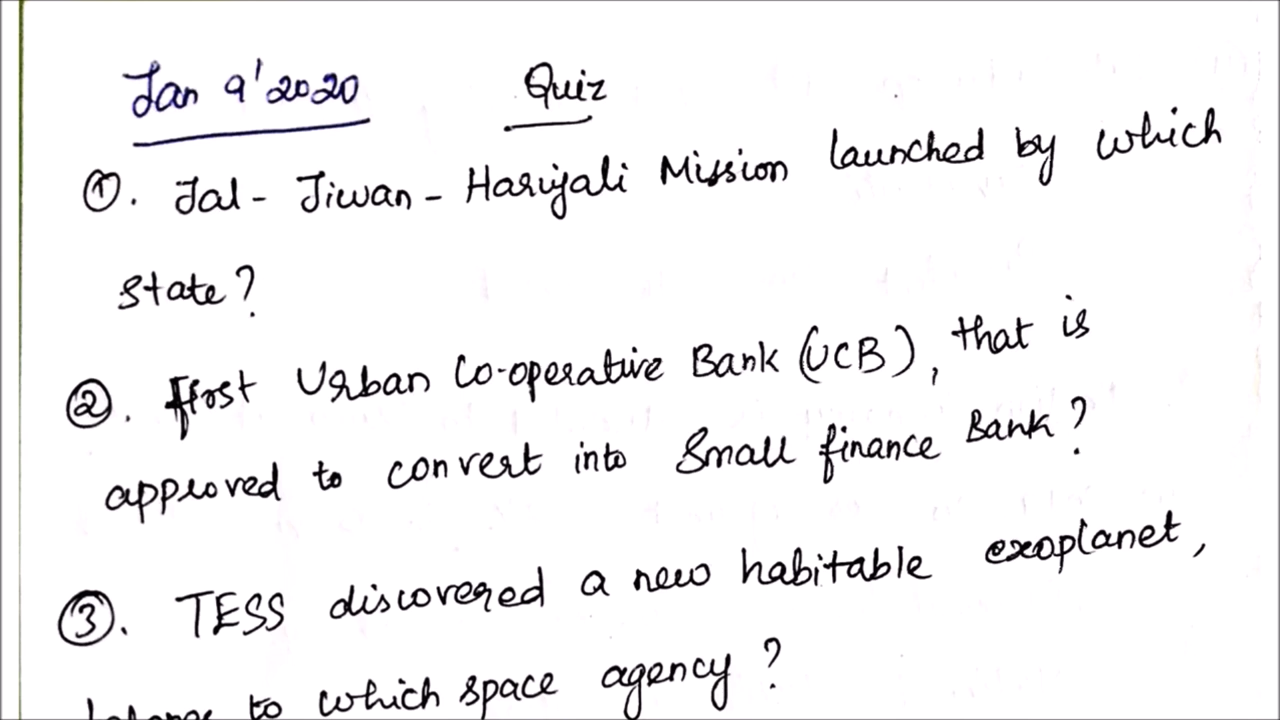 Jan 9' 2020 Quiz
①. Jal - Jiwan - Hariyali Mission launched by which
state?
②. First Urban Co-operative Bank (UCB), that is
approved to convert into Small finance Bank?
③. TESS discovered a new habitable exoplanet,
to which space agency?